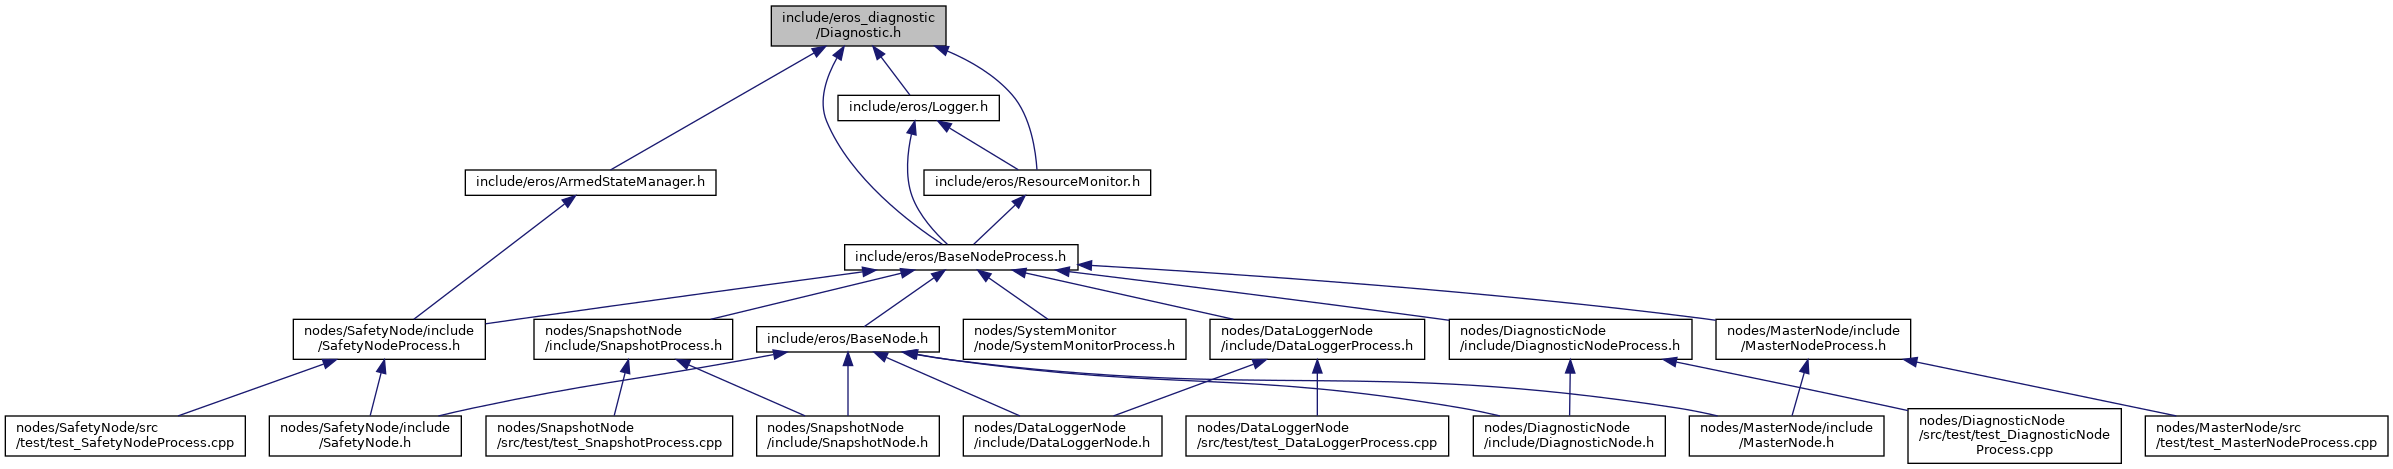 include/eros_diagnostic
/Diagnostic.h
include/eros/Logger.h
include/eros/ArmedStateManager.h
include/eros/ResourceMonitor.h
include/eros/BaseNodeProcess.h
nodes/SafetyNode/include
/SafetyNodeProcess.h
nodes/SnapshotNode
/include/SnapshotProcess.h
include/eros/BaseNode.h
nodes/SystemMonitor
/node/SystemMonitorProcess.h
nodes/DataLoggerNode
/include/DataLoggerProcess.h
nodes/DiagnosticNode
/include/DiagnosticNodeProcess.h
nodes/MasterNode/include
/MasterNodeProcess.h
nodes/SafetyNode/src
/test/test_SafetyNodeProcess.cpp
nodes/SafetyNode/include
/SafetyNode.h
nodes/SnapshotNode
/src/test/test_SnapshotProcess.cpp
nodes/SnapshotNode
/include/SnapshotNode.h
nodes/DataLoggerNode
/include/DataLoggerNode.h
nodes/DataLoggerNode
/src/test/test_DataLoggerProcess.cpp
nodes/DiagnosticNode
/include/DiagnosticNode.h
nodes/MasterNode/include
/MasterNode.h
nodes/DiagnosticNode
/src/test/test_DiagnosticNode
Process.cpp
nodes/MasterNode/src
/test/test_MasterNodeProcess.cpp